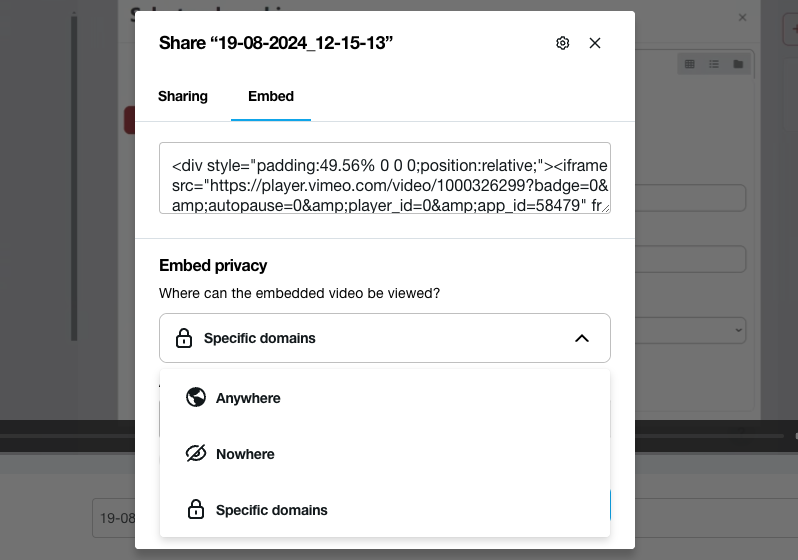 Share “19-08-2024_12-15-13”
Sharing
Embed
<div style="padding:49.56% 0 0 0;position:relative;"><iframe
src="https://player.vimeo.com/video/1000326299?badge=0&
amp;autopause=0&amp;player_id=0&amp;app_id=58479" fr
Embed privacy
Where can the embedded video be viewed?
Specific domains
Anywhere
Nowhere
Specific domains
19-08